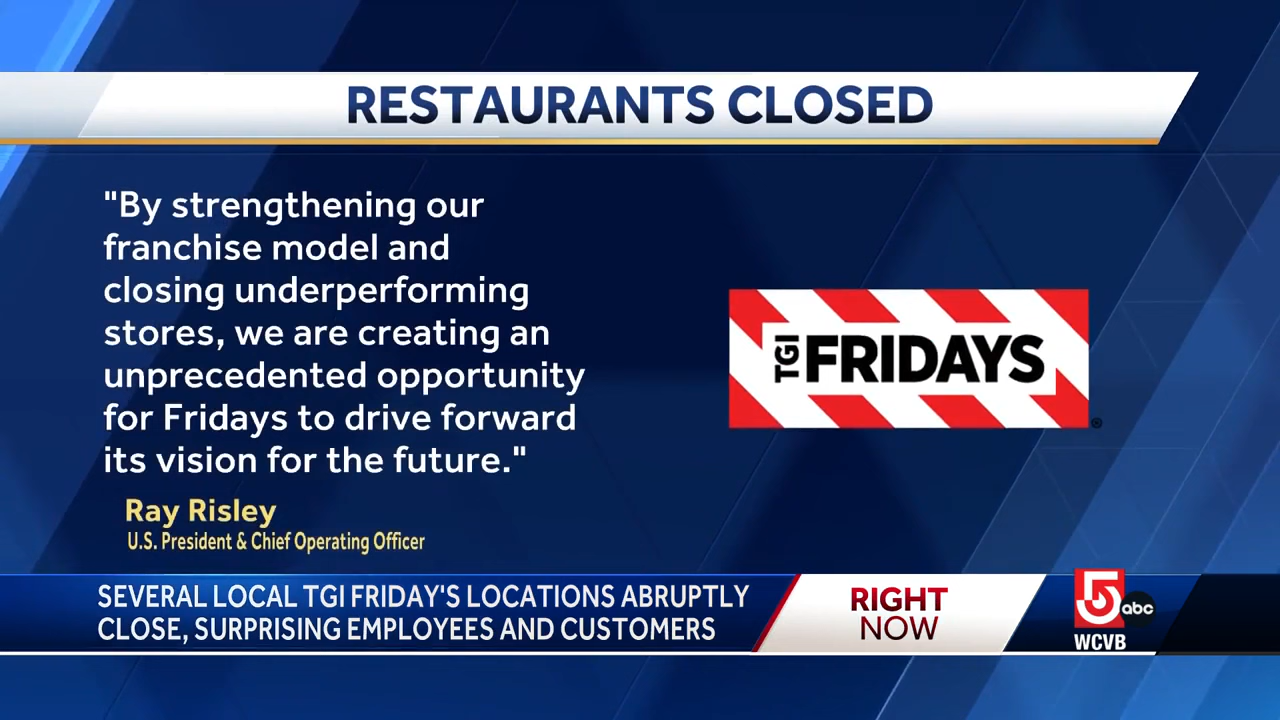 RESTAURANTS CLOSED
"By strengthening our
franchise model and
closing underperforming
stores, we are creating an
unprecedented opportunity
for Fridays to drive forward
its vision for the future."
Ray Risley
U.S. President & Chief Operating Officer
TGI FRIDAYS
®
SEVERAL LOCAL TGI FRIDAY'S LOCATIONS ABRUPTLY
CLOSE, SURPRISING EMPLOYEES AND CUSTOMERS
RIGHT
NOW
5 abc
WCVB